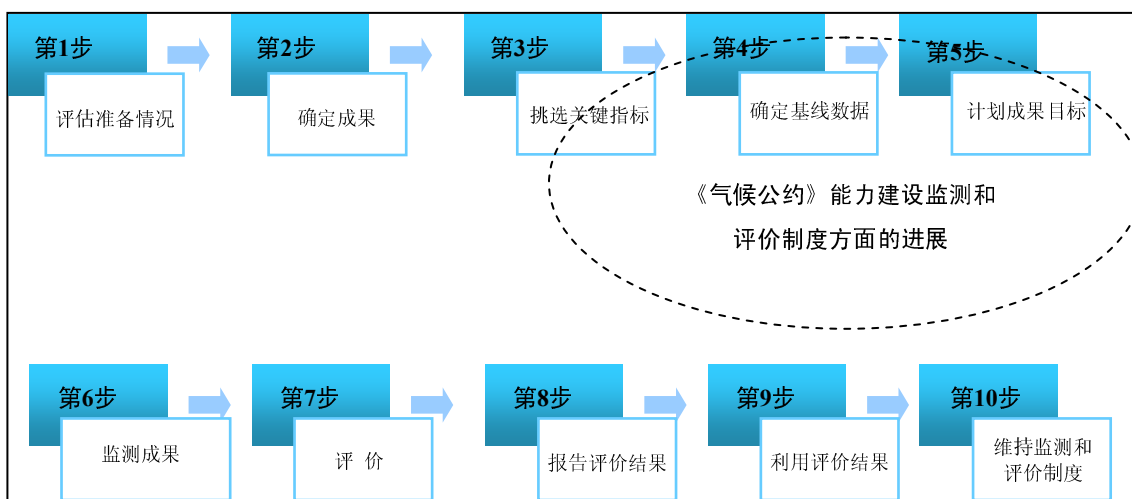 第1步
评估准备情况
第2步
确定成果
第3步
挑选关键指标
第4步
确定基线数据
第5步
计划成果目标
《气候公约》能力建设监测和
评价制度方面的进展
第6步
监测成果
第7步
评 价
第8步
报告评价结果
第9步
利用评价结果
第10步
维持监测和
评价制度